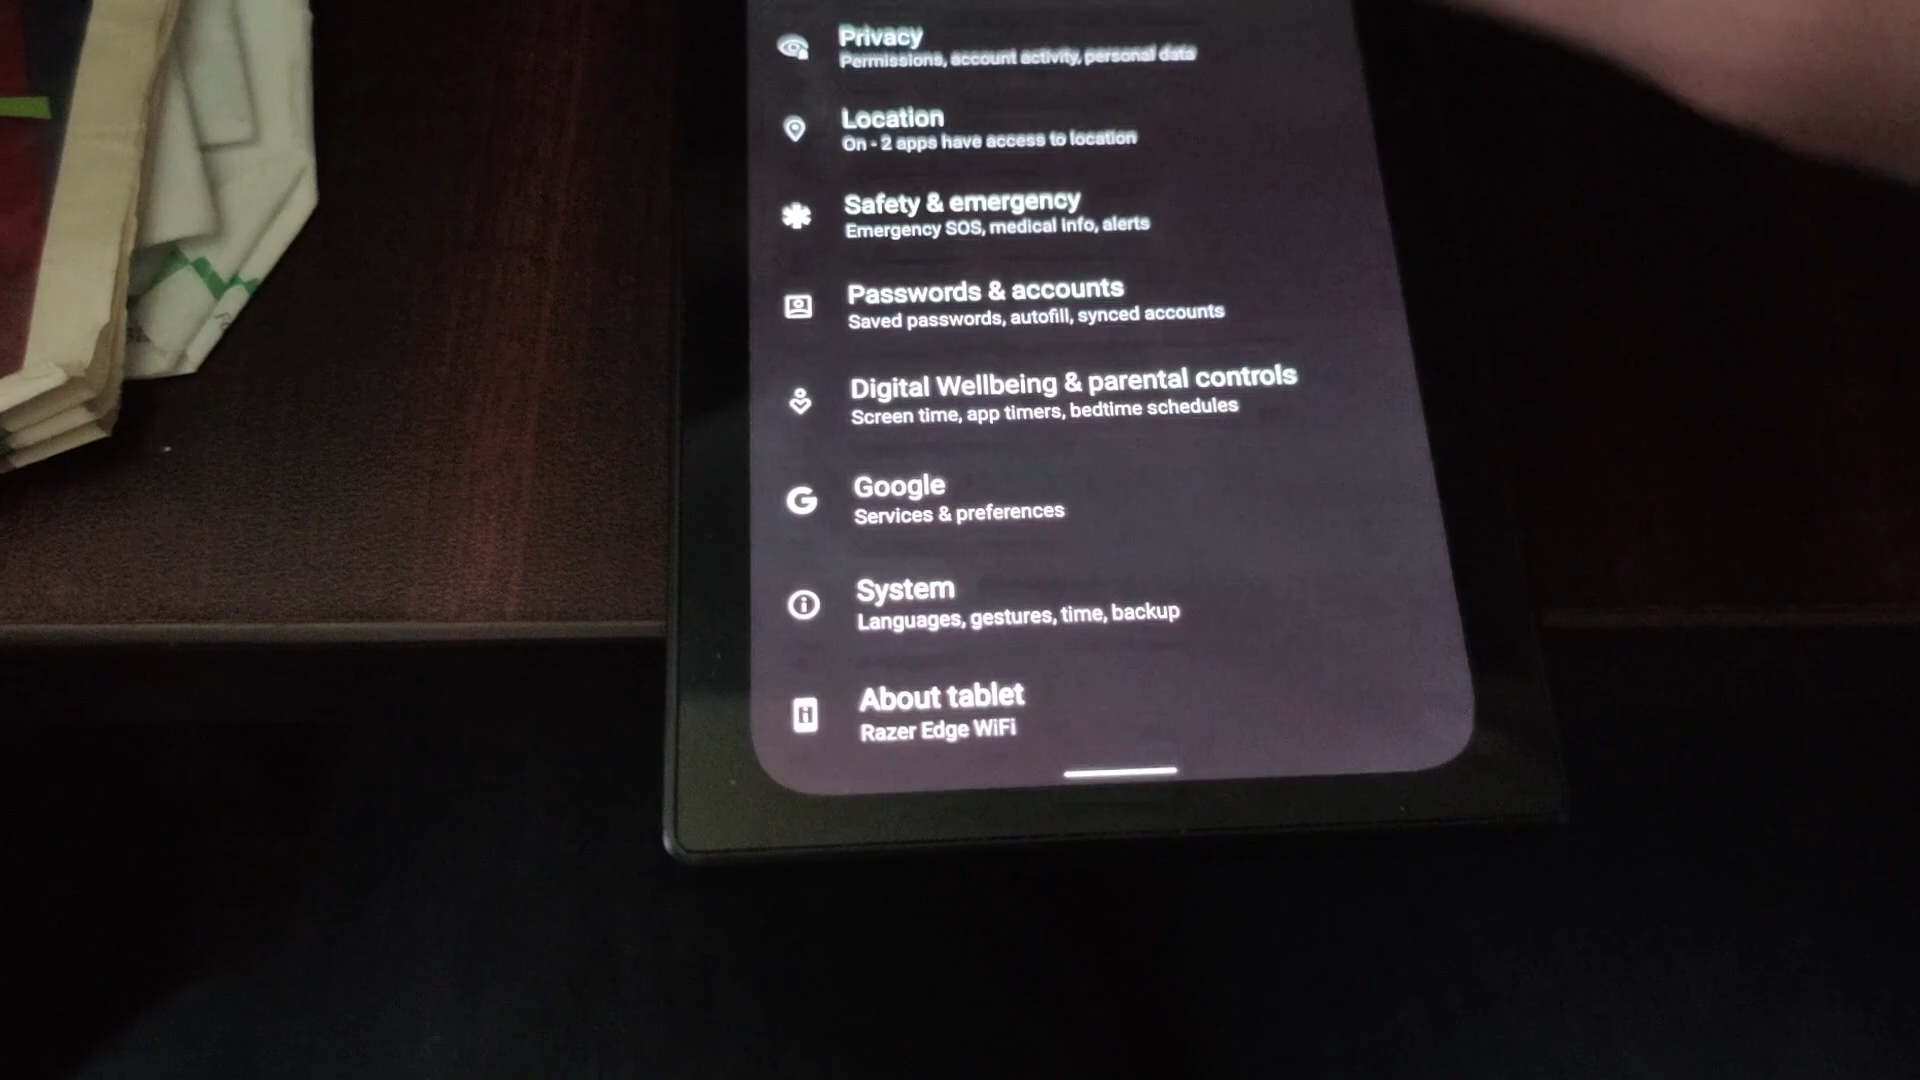 Privacy
Permissions, account activity, personal data
Location
On - 2 apps have access to location
Safety & emergency
Emergency SOS, medical info, alerts
Passwords & accounts
Saved passwords, autofill, synced accounts
Digital Wellbeing & parental controls
Screen time, app timers, bedtime schedules
Google
Services & preferences
System
Languages, gestures, time, backup
About tablet
Razer Edge WiFi